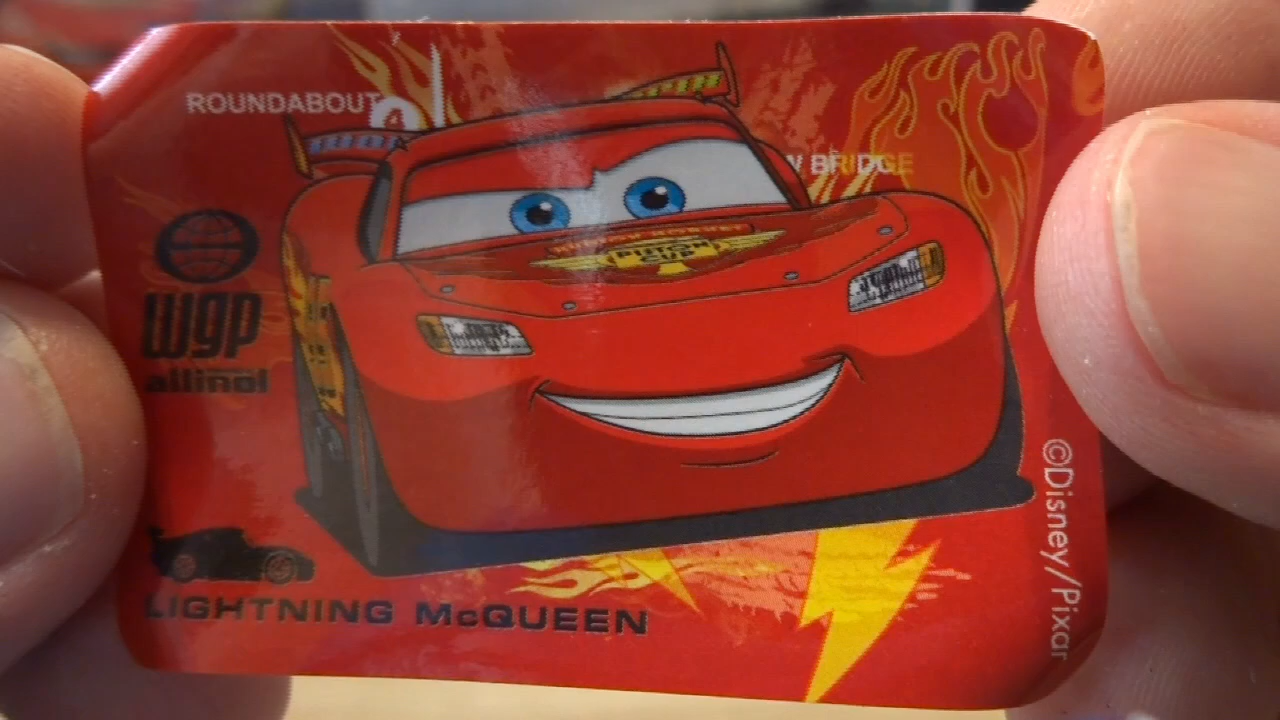 ROUNDABOUT
W BRIDGE
PISTON
CUP
wgp
allinol
LIGHTNING McQUEEN
©Disney/Pixar